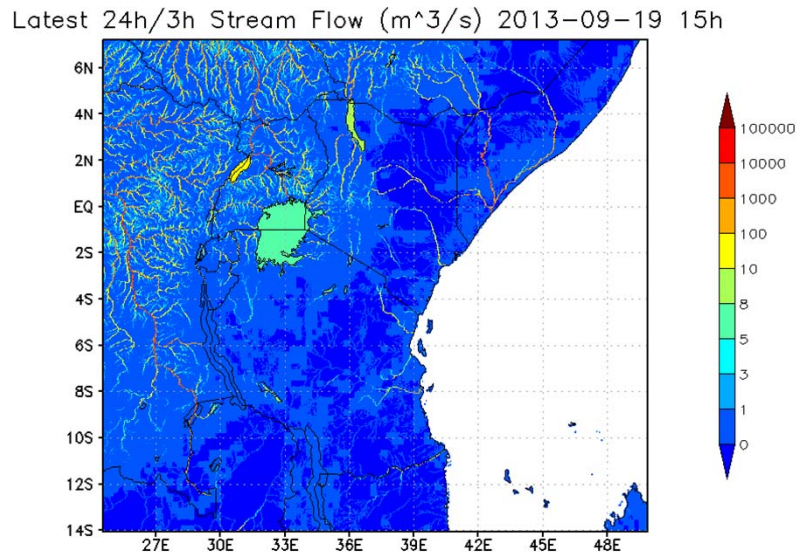 Latest 24h/3h Stream Flow (m^3/s) 2013-09-19 15h
6N
4N
2N
EQ
2S
4S
6S
8S
10S
12S
14S
27E 30E 33E 36E 39E 42E 45E 48E
100000
10000
1000
100
10
8
5
3
1
0